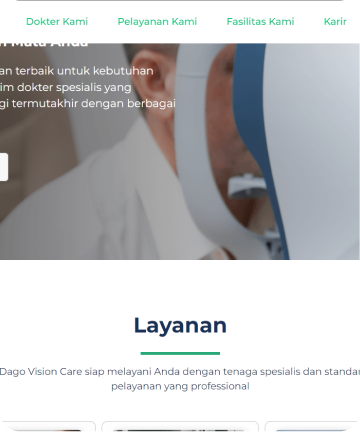 Dokter Kami Pelayanan Kami Fasilitas Kami Karir
Mata Anda
an terbaik untuk kebutuhan
im dokter spesialis yang
gi termutakhir dengan berbagai
Layanan
Dago Vision Care siap melayani Anda dengan tenaga spesialis dan standar
pelayanan yang professional